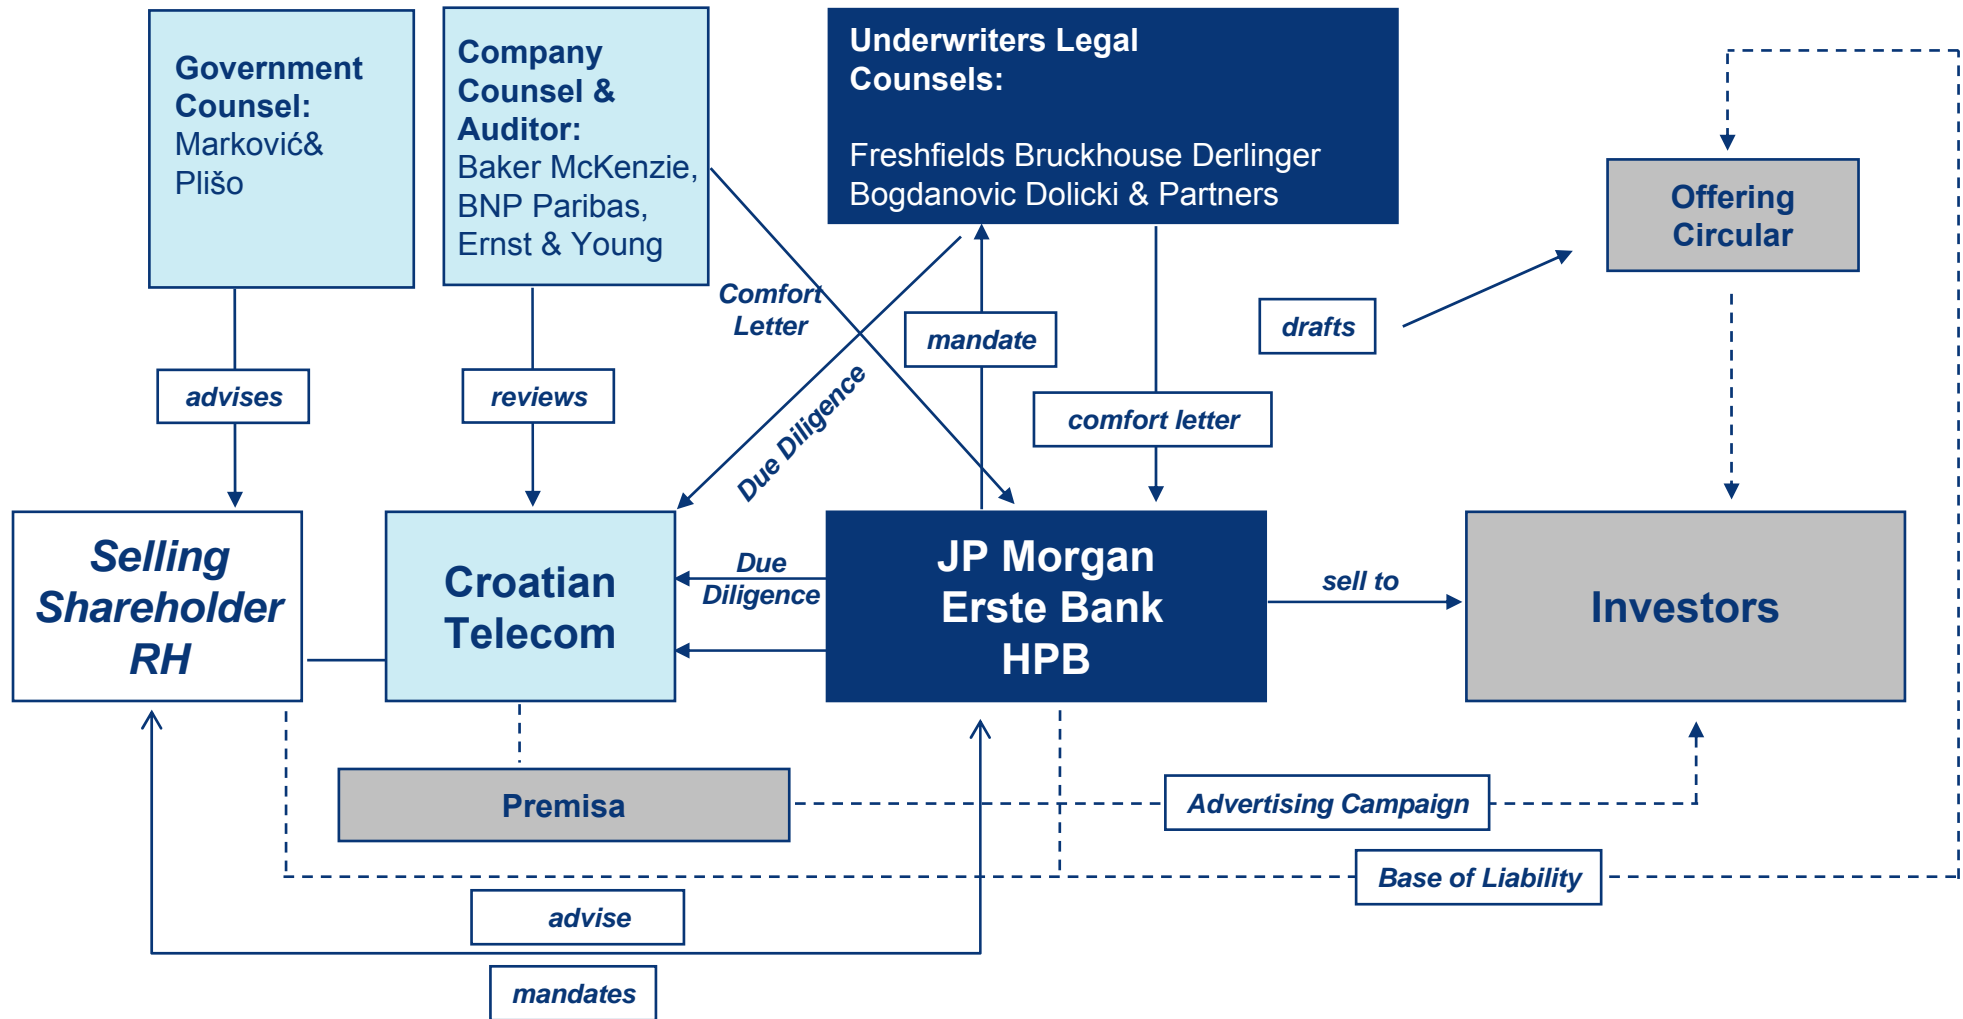 Government
Counsel:
Marković&
Plišo
Company
Counsel &
Auditor:
Baker McKenzie,
BNP Paribas,
Ernst & Young
Underwriters Legal
Counsels:
Freshfields Bruckhouse Derlinger
Bogdanovic Dolicki & Partners
Offering
Circular
Comfort
Letter
mandate
drafts
advises
reviews
Due Diligence
comfort letter
Selling
Shareholder
RH
Croatian
Telecom
Due
Diligence
JP Morgan
Erste Bank
HPB
sell to
Investors
Premisa
Advertising Campaign
Base of Liability
advise
mandates